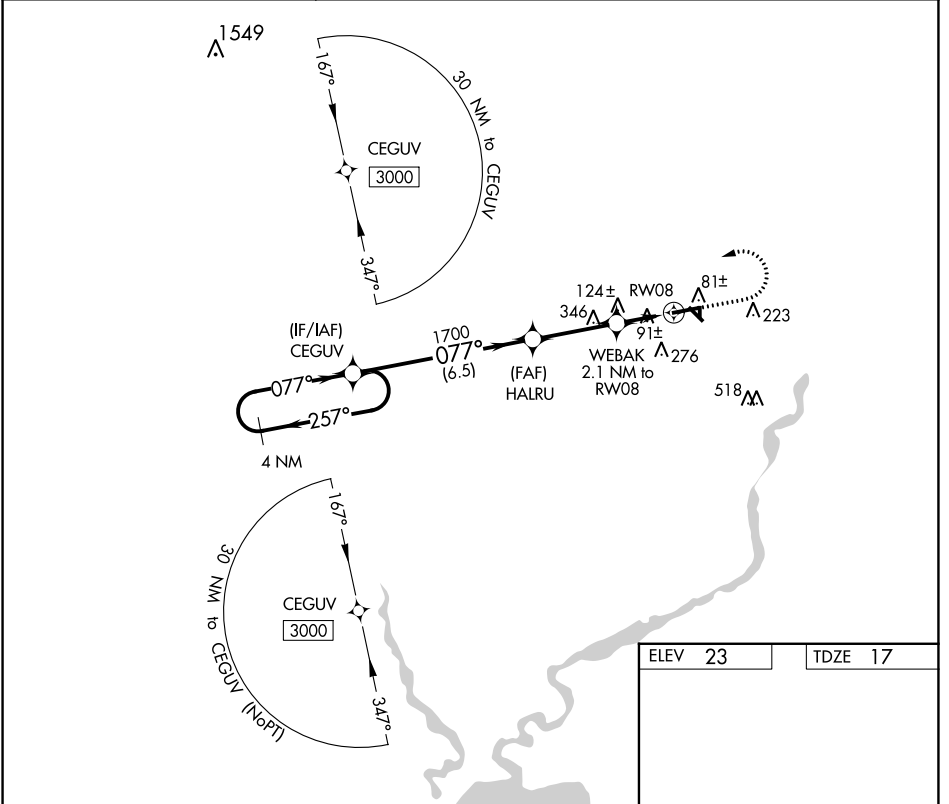 1549
167°
30 NM to CEGUV
CEGUV
3000
347°
(IF/IAF)
CEGUV
1700
077°
(6.5)
(FAF)
HALRU
124±
346
RW08
81±
91±
223
WEBAK
2.1 NM to
RW08
276
518
077°
257°
4 NM
167°
30 NM to CEGUV (NoPT)
CEGUV
3000
347°
ELEV 23
TDZE 17